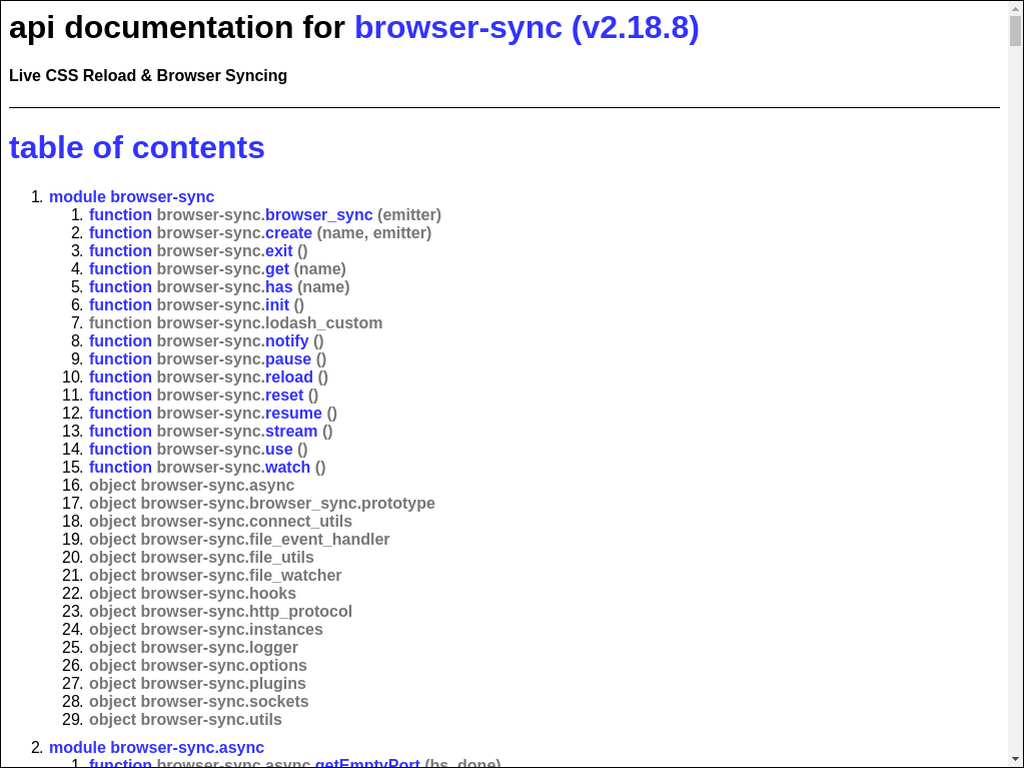 api documentation for browser-sync (v2.18.8)
Live CSS Reload & Browser Syncing
table of contents
1. module browser-sync
1. function browser-sync.browser_sync (emitter)
2. function browser-sync.create (name, emitter)
3. function browser-sync.exit ()
4. function browser-sync.get (name)
5. function browser-sync.has (name)
6. function browser-sync.init ()
7. function browser-sync.lodash_custom
8. function browser-sync.notify ()
9. function browser-sync.pause ()
10. function browser-sync.reload ()
11. function browser-sync.reset ()
12. function browser-sync.resume ()
13. function browser-sync.stream ()
14. function browser-sync.use ()
15. function browser-sync.watch ()
16. object browser-sync.async
17. object browser-sync.browser_sync.prototype
18. object browser-sync.connect_utils
19. object browser-sync.file_event_handler
20. object browser-sync.file_utils
21. object browser-sync.file_watcher
22. object browser-sync.hooks
23. object browser-sync.http_protocol
24. object browser-sync.instances
25. object browser-sync.logger
26. object browser-sync.options
27. object browser-sync.plugins
28. object browser-sync.sockets
29. object browser-sync.utils
2. module browser-sync.async
1. function browser-sync.async.getEmptyPort (bs, done)